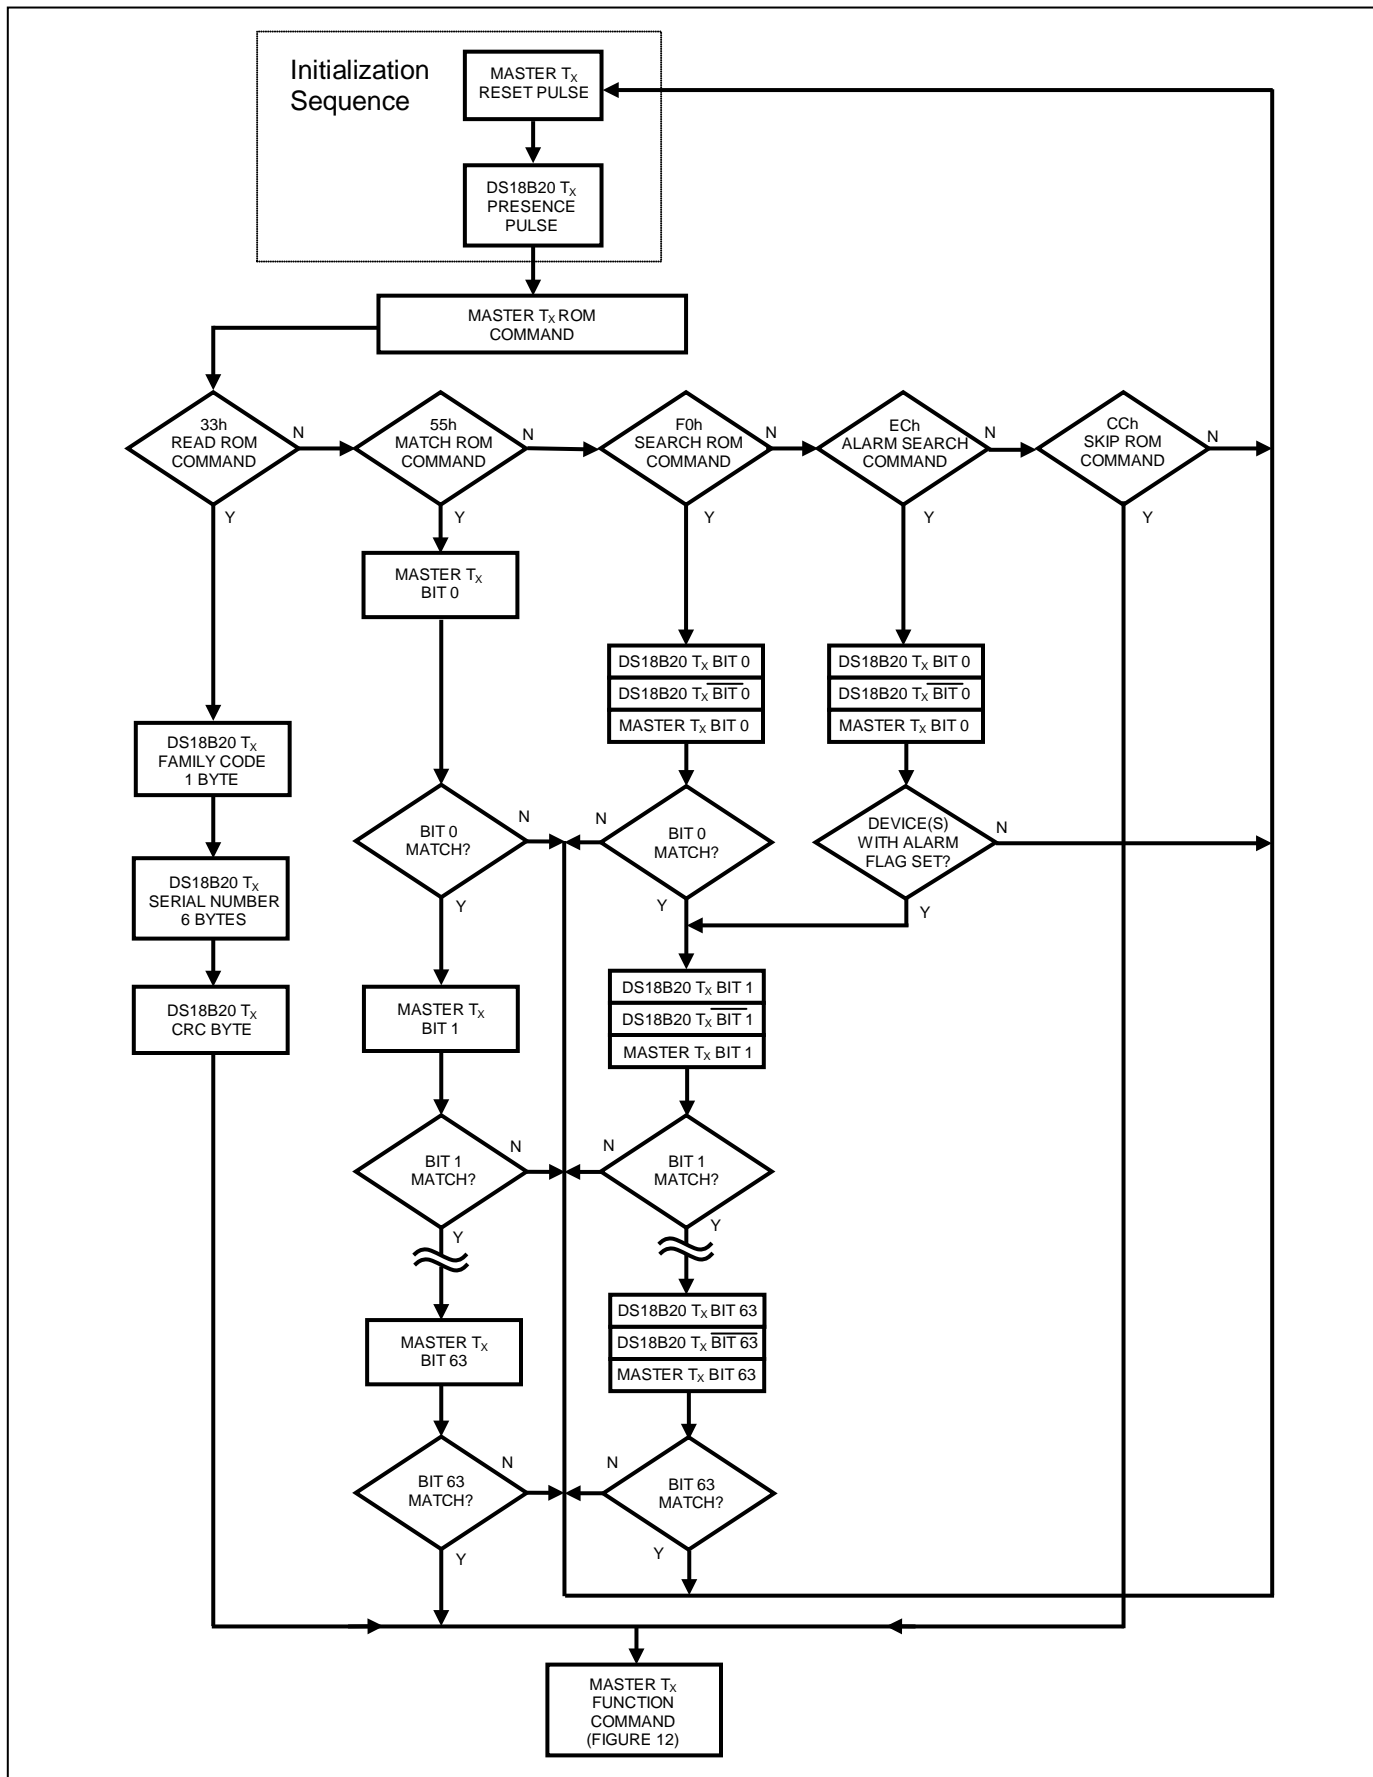 Initialization
Sequence
MASTER TX
RESET PULSE
DS18B20 TX
PRESENCE
PULSE
MASTER TX ROM
COMMAND
33h
READ ROM
COMMAND
N
Y
55h
MATCH ROM
COMMAND
N
Y
F0h
SEARCH ROM
COMMAND
N
Y
ECh
ALARM SEARCH
COMMAND
N
Y
CCh
SKIP ROM
COMMAND
N
Y
MASTER TX
BIT 0
DS18B20 TX BIT 0
DS18B20 TX BIT 0
MASTER TX BIT 0
DS18B20 TX BIT 0
DS18B20 TX BIT 0
MASTER TX BIT 0
DS18B20 TX
FAMILY CODE
1 BYTE
BIT 0
MATCH?
N
Y
BIT 0
MATCH?
N
Y
DEVICE(S)
WITH ALARM
FLAG SET?
N
Y
DS18B20 TX
SERIAL NUMBER
6 BYTES
DS18B20 TX
CRC BYTE
MASTER TX
BIT 1
DS18B20 TX BIT 1
DS18B20 TX BIT 1
MASTER TX BIT 1
BIT 1
MATCH?
N
Y
BIT 1
MATCH?
N
Y
MASTER TX
BIT 63
DS18B20 TX BIT 63
DS18B20 TX BIT 63
MASTER TX BIT 63
BIT 63
MATCH?
N
Y
BIT 63
MATCH?
N
Y
MASTER TX
FUNCTION
COMMAND
(FIGURE 12)